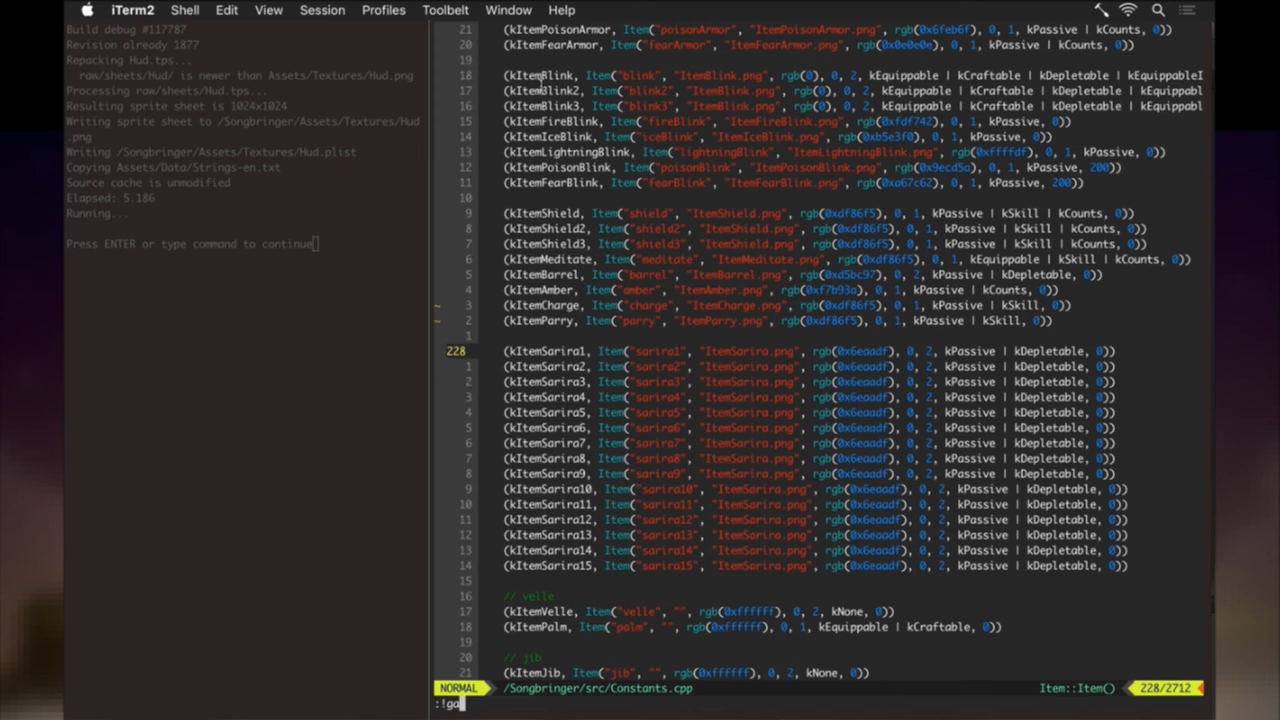 iTerm2 Shell Edit View Session Profiles Toolbelt Window Help
Build debug #117787
Revision already 1877
Repacking Hud.tps...
raw/sheets/Hud/ is newer than Assets/Textures/Hud.png
Processing raw/sheets/Hud.tps...
Resulting sprite sheet is 1024x1024
Writing sprite sheet to /Songbringer/Assets/Textures/Hud
.png
Writing /Songbringer/Assets/Textures/Hud.plist
Copying Assets/Data/Strings-en.txt
Source cache is unmodified
Elapsed: 5.186
Running...
Press ENTER or type command to continue
21 (kItemPoisonArmor, Item("poisonArmor", "ItemPoisonArmor.png", rgb(0x6feb6f), 0, 1, kPassive | kCounts, 0))
20 (kItemFearArmor, Item("fearArmor", "ItemFearArmor.png", rgb(0x0e0e0e), 0, 1, kPassive | kCounts, 0))
19
18 (kItemBlink, Item("blink", "ItemBlink.png", rgb(0), 0, 2, kEquippable | kCraftable | kDepletable | kEquippableI
17 (kItemBlink2, Item("blink2", "ItemBlink.png", rgb(0), 0, 2, kEquippable | kCraftable | kDepletable | kEquippabl
16 (kItemBlink3, Item("blink3", "ItemBlink.png", rgb(0), 0, 2, kEquippable | kCraftable | kDepletable | kEquippabl
15 (kItemFireBlink, Item("fireBlink", "ItemFireBlink.png", rgb(0xfdf742), 0, 1, kPassive, 0))
14 (kItemIceBlink, Item("iceBlink", "ItemIceBlink.png", rgb(0xb5e3f0), 0, 1, kPassive, 0))
13 (kItemLightningBlink, Item("lightningBlink", "ItemLightningBlink.png", rgb(0xffffdf), 0, 1, kPassive, 0))
12 (kItemPoisonBlink, Item("poisonBlink", "ItemPoisonBlink.png", rgb(0x9ecd5a), 0, 1, kPassive, 200))
11 (kItemFearBlink, Item("fearBlink", "ItemFearBlink.png", rgb(0xa67c62), 0, 1, kPassive, 200))
10
9 (kItemShield, Item("shield", "ItemShield.png", rgb(0xdf86f5), 0, 1, kPassive | kSkill | kCounts, 0))
8 (kItemShield2, Item("shield2", "ItemShield.png", rgb(0xdf86f5), 0, 1, kPassive | kSkill | kCounts, 0))
7 (kItemShield3, Item("shield3", "ItemShield.png", rgb(0xdf86f5), 0, 1, kPassive | kSkill | kCounts, 0))
6 (kItemMeditate, Item("meditate", "ItemMeditate.png", rgb(0xdf86f5), 0, 1, kEquippable | kSkill | kCounts, 0))
5 (kItemBarrel, Item("barrel", "ItemBarrel.png", rgb(0xd5bc97), 0, 2, kPassive | kDepletable, 0))
4 (kItemAmber, Item("amber", "ItemAmber.png", rgb(0xf7b93a), 0, 1, kPassive | kCounts, 0))
~ 3 (kItemCharge, Item("charge", "ItemCharge.png", rgb(0xdf86f5), 0, 1, kPassive | kSkill, 0))
~ 2 (kItemParry, Item("parry", "ItemParry.png", rgb(0xdf86f5), 0, 1, kPassive | kSkill, 0))
1
228 (kItemSarira1, Item("sarira1", "ItemSarira.png", rgb(0x6eaadf), 0, 2, kPassive | kDepletable, 0))
1 (kItemSarira2, Item("sarira2", "ItemSarira.png", rgb(0x6eaadf), 0, 2, kPassive | kDepletable, 0))
2 (kItemSarira3, Item("sarira3", "ItemSarira.png", rgb(0x6eaadf), 0, 2, kPassive | kDepletable, 0))
3 (kItemSarira4, Item("sarira4", "ItemSarira.png", rgb(0x6eaadf), 0, 2, kPassive | kDepletable, 0))
4 (kItemSarira5, Item("sarira5", "ItemSarira.png", rgb(0x6eaadf), 0, 2, kPassive | kDepletable, 0))
5 (kItemSarira6, Item("sarira6", "ItemSarira.png", rgb(0x6eaadf), 0, 2, kPassive | kDepletable, 0))
6 (kItemSarira7, Item("sarira7", "ItemSarira.png", rgb(0x6eaadf), 0, 2, kPassive | kDepletable, 0))
7 (kItemSarira8, Item("sarira8", "ItemSarira.png", rgb(0x6eaadf), 0, 2, kPassive | kDepletable, 0))
8 (kItemSarira9, Item("sarira9", "ItemSarira.png", rgb(0x6eaadf), 0, 2, kPassive | kDepletable, 0))
9 (kItemSarira10, Item("sarira10", "ItemSarira.png", rgb(0x6eaadf), 0, 2, kPassive | kDepletable, 0))
10 (kItemSarira11, Item("sarira11", "ItemSarira.png", rgb(0x6eaadf), 0, 2, kPassive | kDepletable, 0))
11 (kItemSarira12, Item("sarira12", "ItemSarira.png", rgb(0x6eaadf), 0, 2, kPassive | kDepletable, 0))
12 (kItemSarira13, Item("sarira13", "ItemSarira.png", rgb(0x6eaadf), 0, 2, kPassive | kDepletable, 0))
13 (kItemSarira14, Item("sarira14", "ItemSarira.png", rgb(0x6eaadf), 0, 2, kPassive | kDepletable, 0))
14 (kItemSarira15, Item("sarira15", "ItemSarira.png", rgb(0x6eaadf), 0, 2, kPassive | kDepletable, 0))
15
16 // velle
17 (kItemVelle, Item("velle", "", rgb(0xffffff), 0, 2, kNone, 0))
18 (kItemPalm, Item("palm", "", rgb(0xffffff), 0, 1, kEquippable | kCraftable, 0))
19
20 // jib
21 (kItemJib, Item("jib", "", rgb(0xffffff), 0, 2, kNone, 0))
NORMAL /Songbringer/src/Constants.cpp Item::Item() 228/2712
:!ga